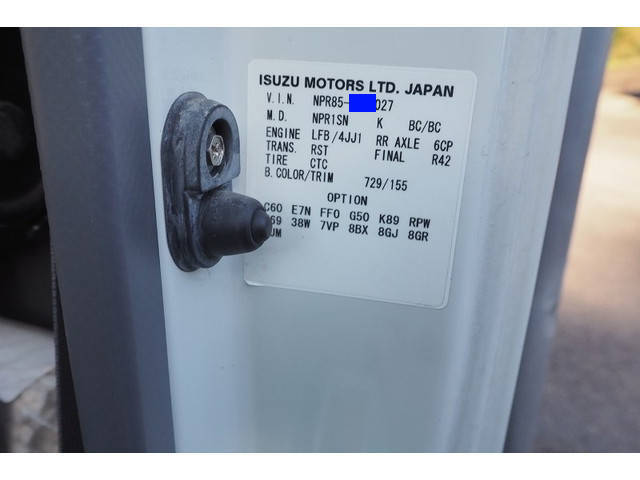 ISUZU MOTORS LTD. JAPAN
V.I.N. NPR85- 027
M.D. NPR1SN K BC/BC
ENGINE LFB/4JJ1 RR AXLE 6CP
TRANS. RST FINAL R42
TIRE CTC
B.COLOR/TRIM 729/155
OPTION
C60 E7N FF0 G50 K89 RPW
38W 7VP 8BX 8GJ 8GR